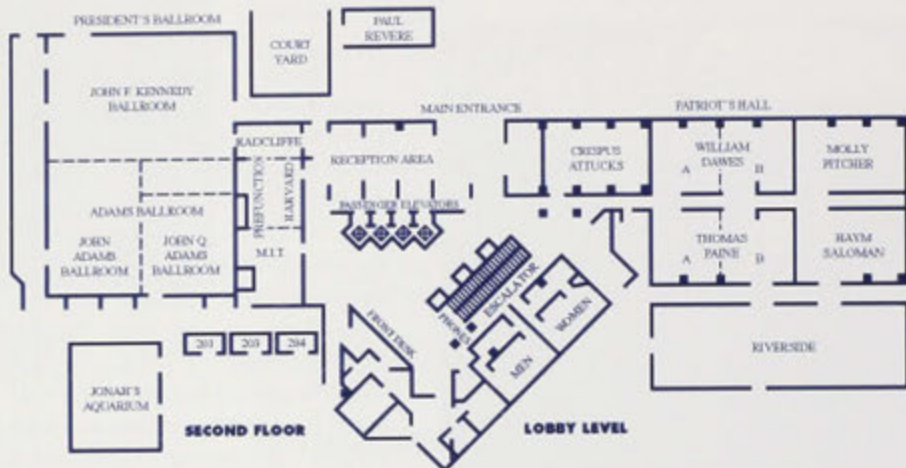 PRESIDENT'S BALLROOM
COURT
YARD
PAUL
REVERE
JOHN F. KENNEDY
BALLROOM
MAIN ENTRANCE
PATRIOT'S HALL
RADCLIFFE
RECEPTION AREA
CRISPUS
ATTUCKS
WILLIAM
DAWES
A
B
MOLLY
PITCHER
PREFUNCTION
HARVARD
ADAMS BALLROOM
PASSENGER ELEVATORS
JOHN
ADAMS
BALLROOM
JOHN Q.
ADAMS
BALLROOM
M.I.T.
THOMAS
PAINE
A
B
HAYM
SALOMAN
ESCALATOR
PHONES
WOMEN
MEN
FRONT DESK
201
203
204
RIVERSIDE
JONAH'S
AQUARIUM
SECOND FLOOR
LOBBY LEVEL